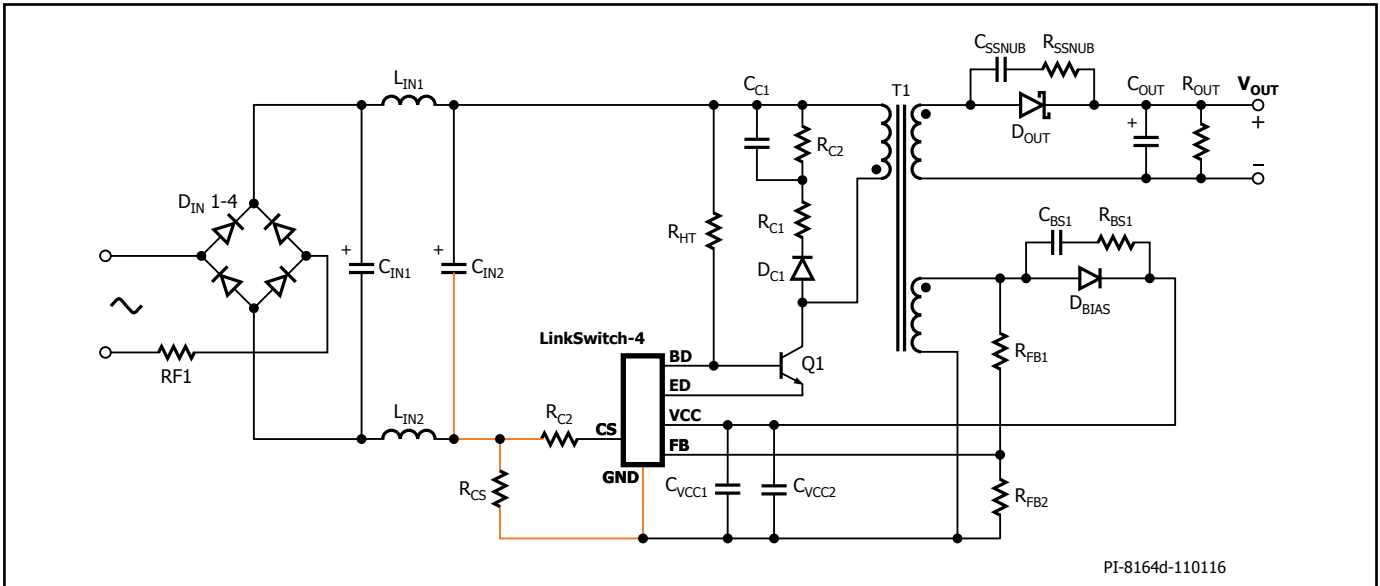 C_SSNUB R_SSNUB
L_IN1 C_C1 T1 C_OUT R_OUT V_OUT
+
+
R_C2 D_OUT
−
D_IN 1-4
C_BS1 R_BS1
R_HT R_C1
+
+
C_IN1 C_IN2 D_C1
D_BIAS
LinkSwitch-4
BD Q1 R_FB1
RF1
ED
L_IN2 R_C2 VCC
CS
FB
GND
R_CS C_VCC1 C_VCC2 R_FB2
PI-8164d-110116